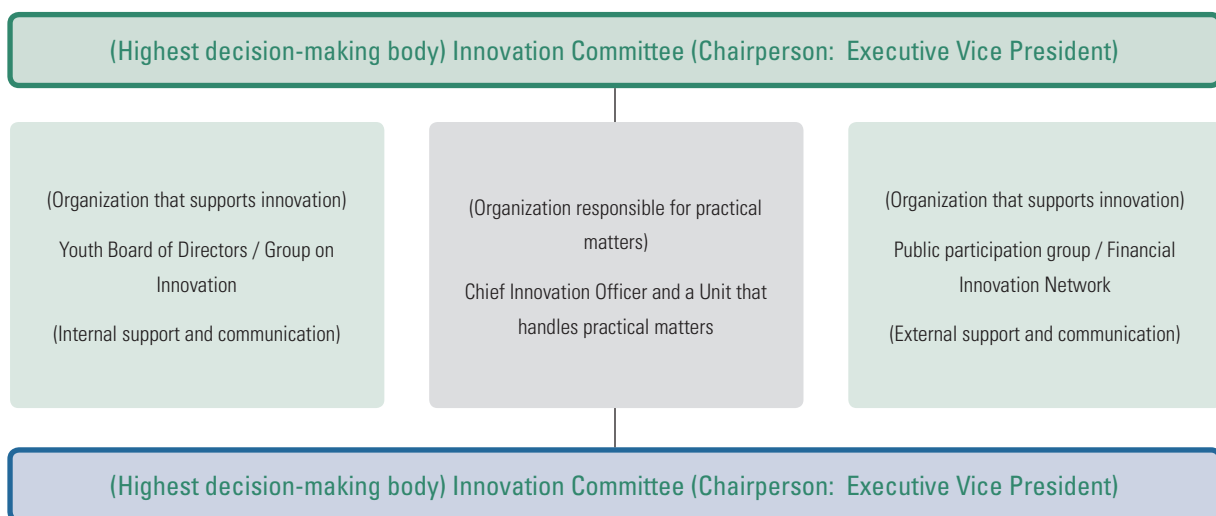 (Highest decision-making body) Innovation Committee (Chairperson: Executive Vice President)
(Organization that supports innovation)
Youth Board of Directors / Group on
Innovation
(Internal support and communication)
(Organization responsible for practical
matters)
Chief Innovation Officer and a Unit that
handles practical matters
(Organization that supports innovation)
Public participation group / Financial
Innovation Network
(External support and communication)
(Highest decision-making body) Innovation Committee (Chairperson: Executive Vice President)